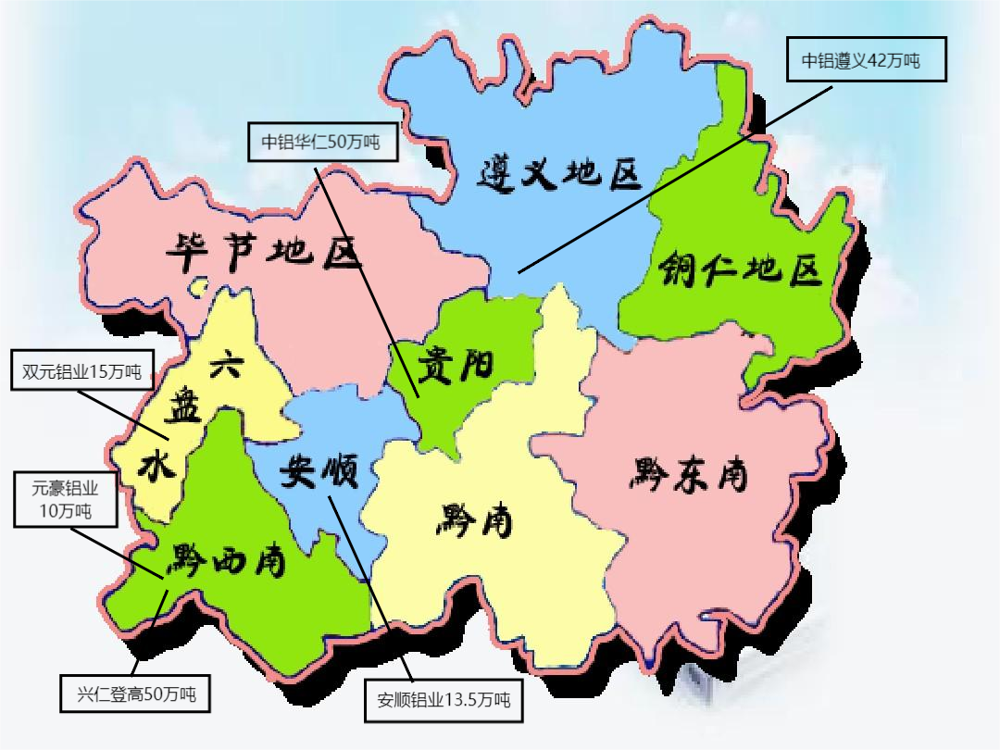 中铝遵义42万吨
中铝华仁50万吨
遵义地区
毕节地区
铜仁地区
双元铝业15万吨
六
盘
水
贵阳
元豪铝业
10万吨
安顺
黔东南
黔南
黔西南
兴仁登高50万吨
安顺铝业13.5万吨